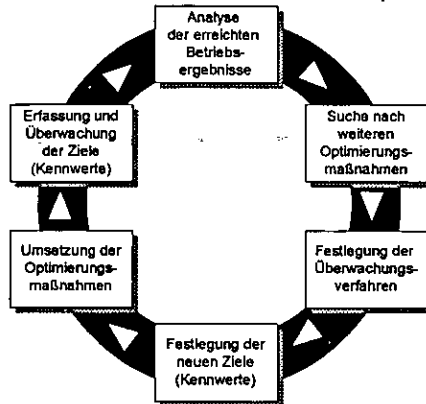 Analyse
der erreichten
Betriebs-
ergebnisse
Suche nach
weiteren
Optimierungs-
maßnahmen
Festlegung der
Überwachungs-
verfahren
Festlegung der
neuen Ziele
(Kennwerte)
Umsetzung der
Optimierungs-
maßnahmen
Erfassung und
Überwachung
der Ziele
(Kennwerte)